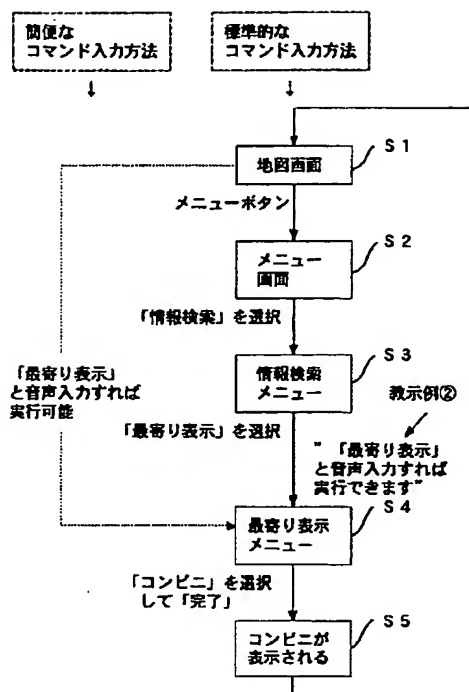 簡便な
コマンド入力方法
標準的な
コマンド入力方法
S1
地図画面
メニューボタン
S2
メニュー
画面
「情報検索」を選択
S3
情報検索
メニュー
「最寄り表示」
と音声入力すれば
実行可能
教示例②
「最寄り表示」を選択
"「最寄り表示」
と音声入力すれば
実行できます"
S4
最寄り表示
メニュー
「コンビニ」を選択
して「完了」
S5
コンビニが
表示される